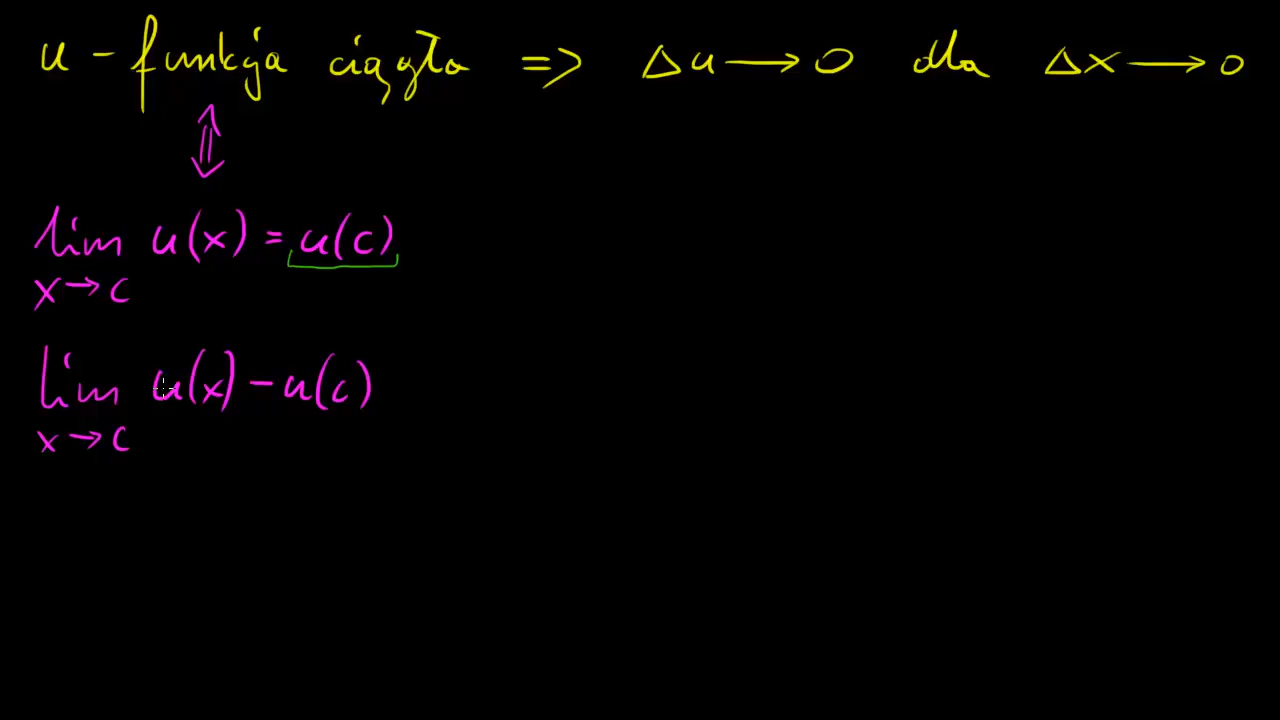 u - funkcja ciągła => Δu → 0 dla Δx → 0
⇕
lim u(x) = u(c)
x → c
lim u(x) - u(c)
x → c